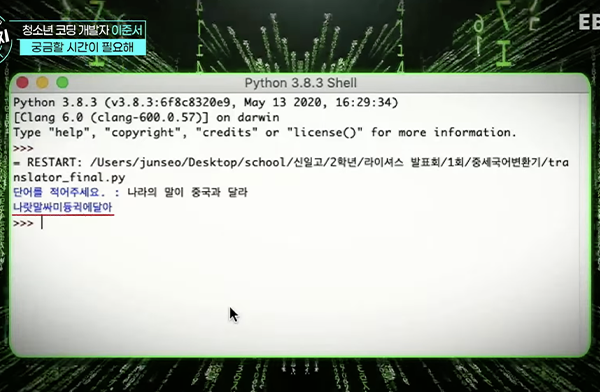 청소년 코딩 개발자 이준서
궁금할 시간이 필요해
EB
Python 3.8.3 Shell
Python 3.8.3 (v3.8.3:6f8c8320e9, May 13 2020, 16:29:34)
[Clang 6.0 (clang-600.0.57)] on darwin
Type "help", "copyright", "credits" or "license()" for more information.
>>>
= RESTART: /Users/junseo/Desktop/school/신일고/2학년/라이셔스 발표회/1회/중세국어변환기/tra
nslator_final.py
단어를 적어주세요. : 나라의 말이 중국과 달라
나랏말싸미듕귁에달아
>>>